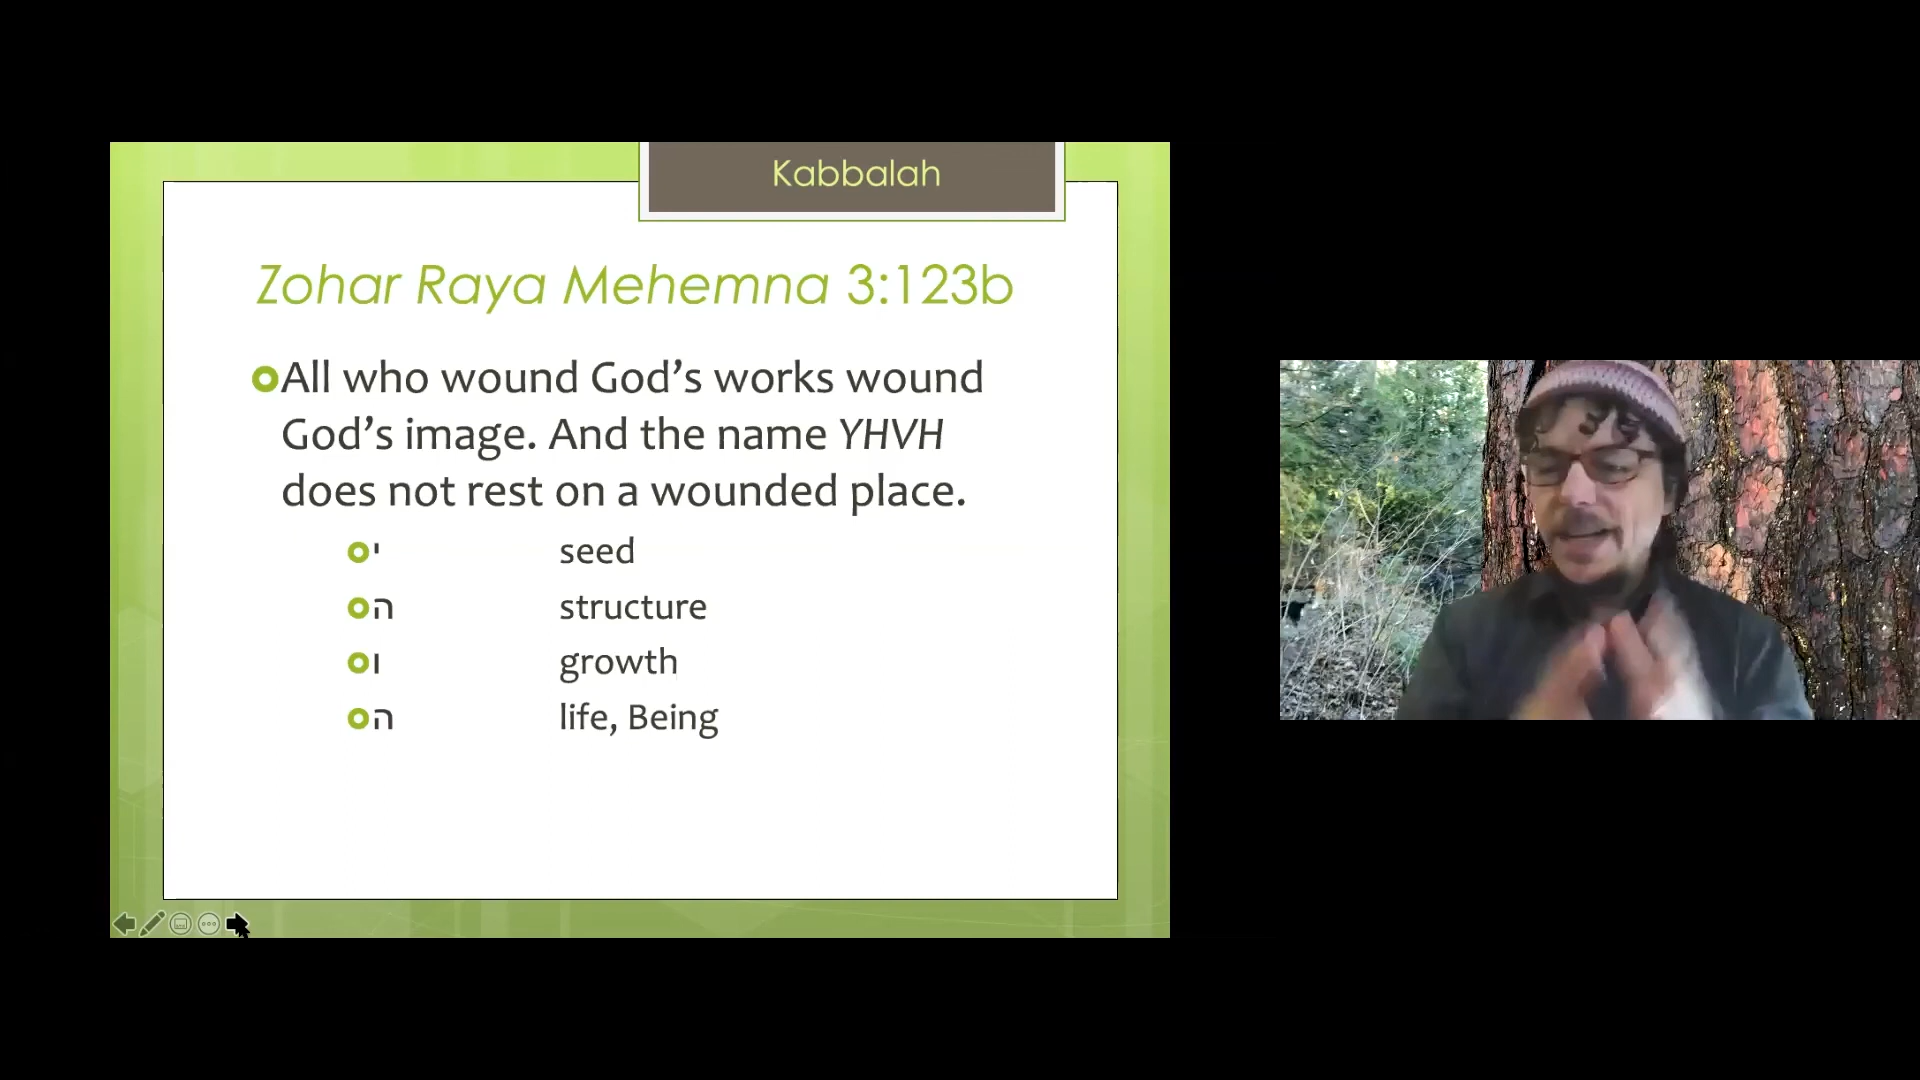 Kabbalah
Zohar Raya Mehemna 3:123b
All who wound God’s works wound
God’s image. And the name YHVH
does not rest on a wounded place.
י seed
ה structure
ו growth
ה life, Being